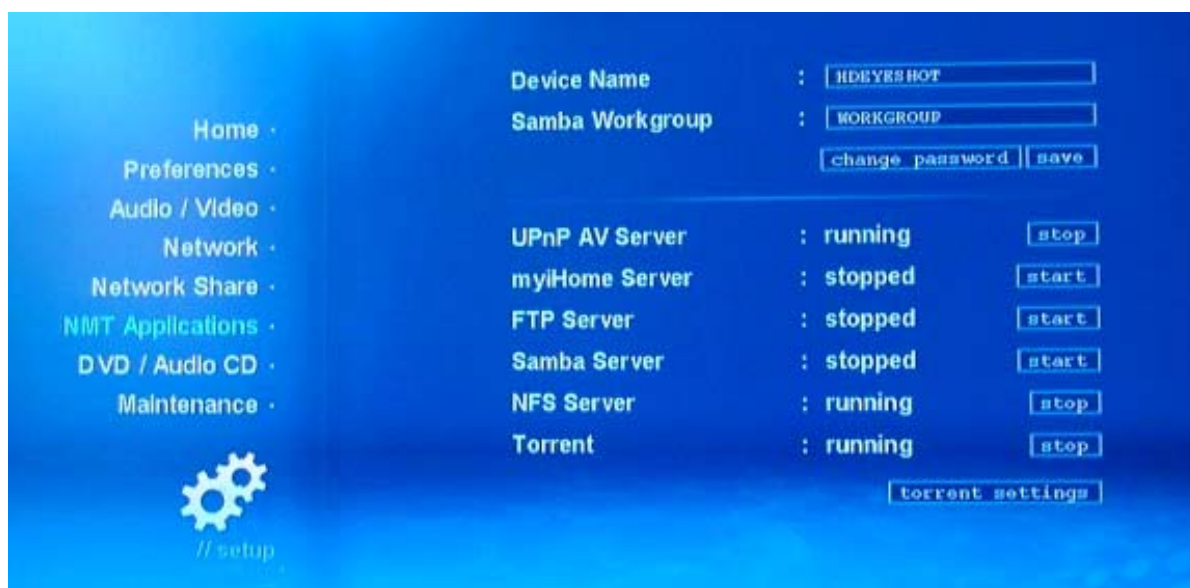 Device Name : HDEYESHOT
Samba Workgroup : WORKGROUP
change password save
Home
Preferences
Audio / Video
Network
Network Share
NMT Applications
DVD / Audio CD
Maintenance
// setup
UPnP AV Server : running stop
myiHome Server : stopped start
FTP Server : stopped start
Samba Server : stopped start
NFS Server : running stop
Torrent : running stop
torrent settings